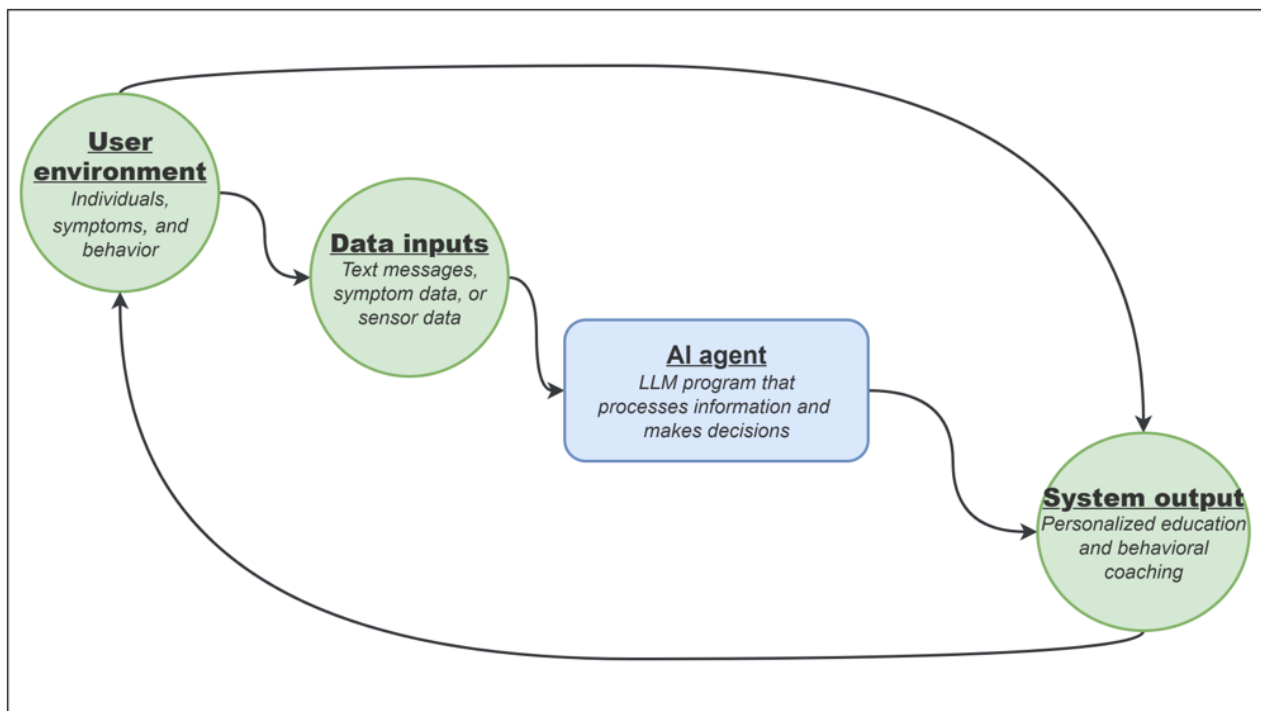 User
environment
Individuals,
symptoms, and
behavior
Data inputs
Text messages,
symptom data, or
sensor data
AI agent
LLM program that
processes information and
makes decisions
System output
Personalized education
and behavioral
coaching